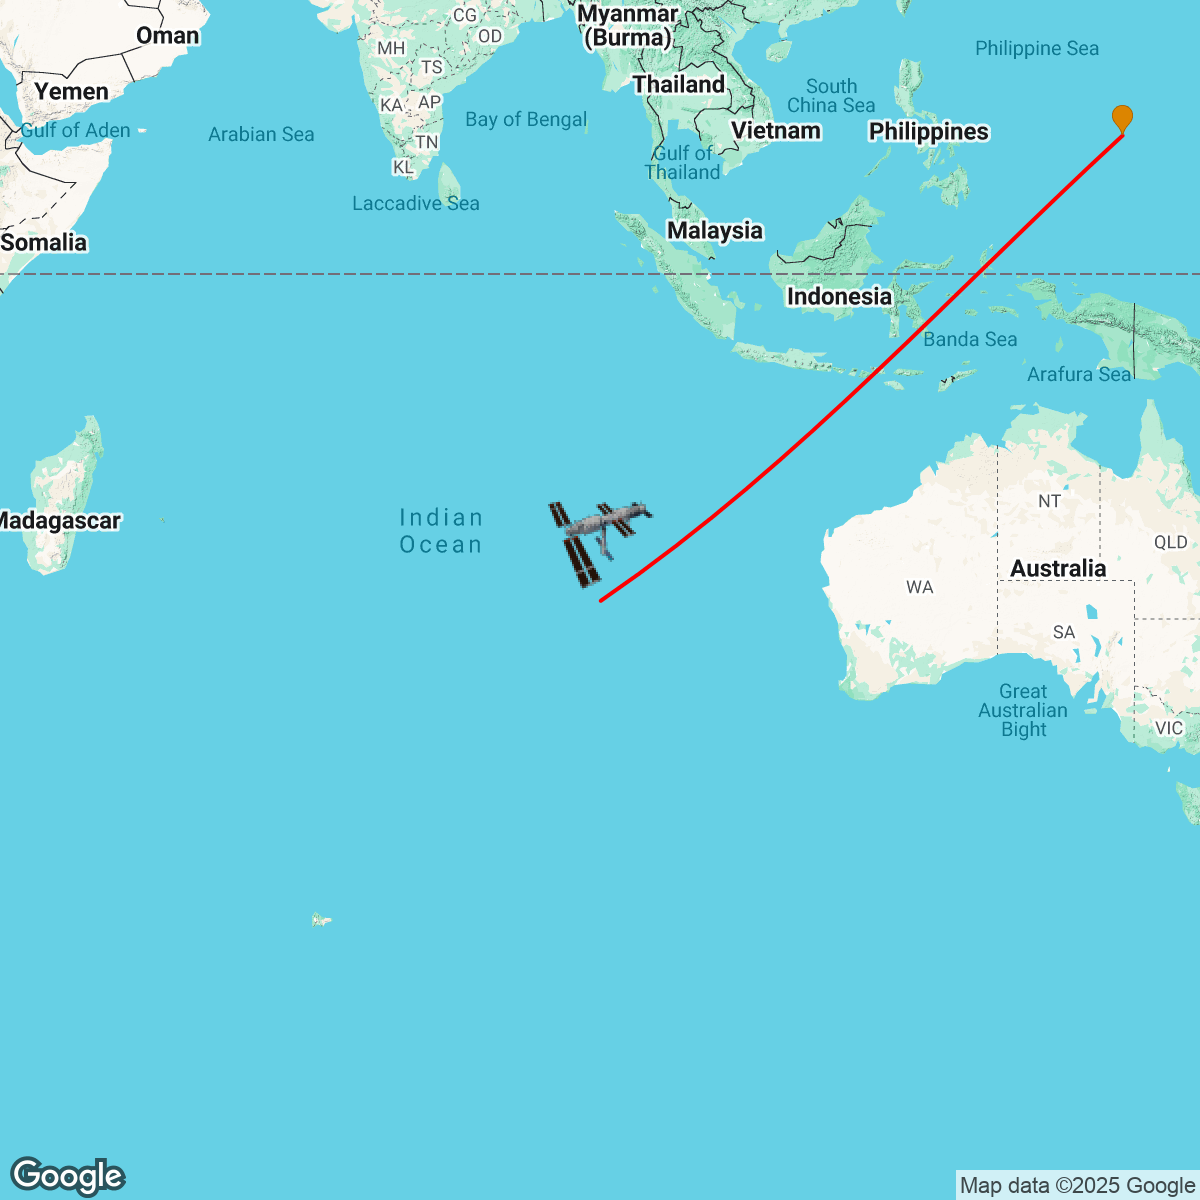 Oman
Yemen
Gulf of Aden
Somalia
Arabian Sea
MH
CG
OD
TS
KA
AP
TN
KL
Laccadive Sea
Bay of Bengal
Myanmar
(Burma)
Thailand
Gulf of
Thailand
Vietnam
South
China Sea
Philippines
Philippine Sea
Malaysia
Indonesia
Banda Sea
Arafura Sea
Madagascar
Indian
Ocean
NT
QLD
Australia
WA
SA
Great
Australian
Bight
VIC
Google
Map data ©2025 Google